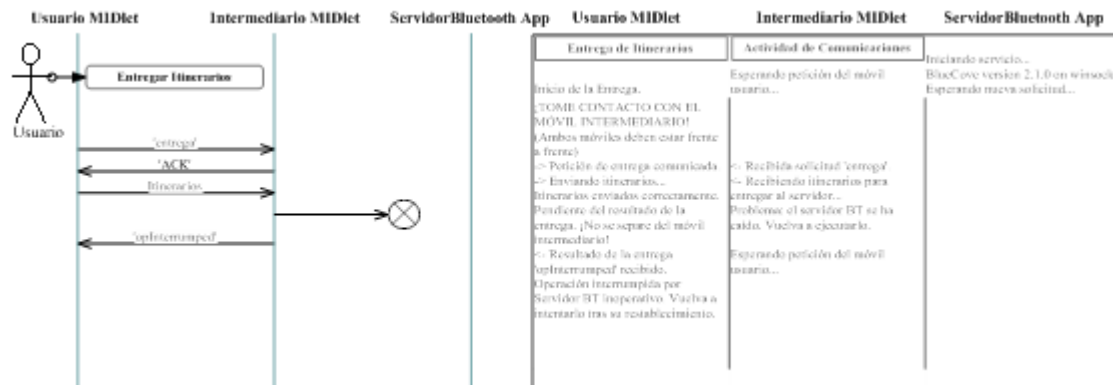 Usuario MIDlet
Intermediario MIDlet
ServidorBluetooth App
Entregar Itinerarios
Usuario
'entrega'
'ACK'
Itinerarios
'opInterrumped'
Usuario MIDlet
Intermediario MIDlet
ServidorBluetooth App
Entrega de Itinerarios
Inicio de la Entrega.
¡TOME CONTACTO CON EL
MÓVIL INTERMEDIARIO!
(Ambos móviles deben estar frente
a frente)
-> Petición de entrega comunicada
-> Enviando itinerarios...
Itinerarios enviados correctamente.
Pendiente del resultado de la
entrega. ¡No se separe del móvil
intermediario!
<- Resultado de la entrega
'opInterrumped' recibido.
Operación interrumpida por
Servidor BT inoperativo. Vuelva a
intentarlo tras su restablecimiento.
Actividad de Comunicaciones
Esperando petición del móvil
usuario...
<- Recibida solicitud 'entrega'
<- Recibiendo itinerarios para
entregar al servidor...
Problema: el servidor BT se ha
caído. Vuelva a ejecutarlo.
Esperando petición del móvil
usuario...
Iniciando servicio...
BlueCove version 2.1.0 on winsock
Esperando nueva solicitud...